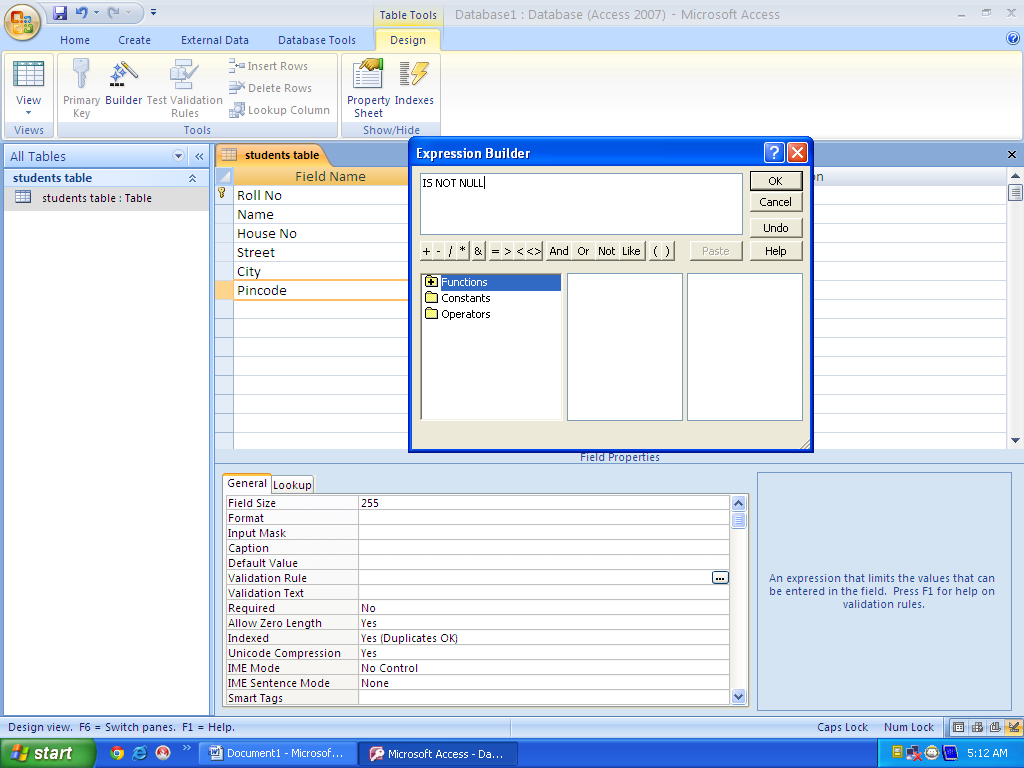 Table Tools
Database1 : Database (Access 2007) - Microsoft Access
Home
Create
External Data
Database Tools
Design
View
Primary Key
Builder
Test Validation Rules
Insert Rows
Delete Rows
Lookup Column
Property Sheet
Indexes
Views
Tools
Show/Hide
All Tables
«
students table
students table : Table
students table
Field Name
on
Roll No
Name
House No
Street
City
Pincode
Expression Builder
IS NOT NULL
OK
Cancel
Undo
Help
+ - / * & = > < <> And Or Not Like ( )
Paste
Functions
Constants
Operators
Field Properties
General
Lookup
Field Size 255
Format
Input Mask
Caption
Default Value
Validation Rule ...
Validation Text
Required No
Allow Zero Length Yes
Indexed Yes (Duplicates OK)
Unicode Compression Yes
IME Mode No Control
IME Sentence Mode None
Smart Tags
An expression that limits the values that can
be entered in the field. Press F1 for help on
validation rules.
Design view. F6 = Switch panes. F1 = Help.
Caps Lock
Num Lock
start
Document1 - Microsof...
Microsoft Access - Da...
5:12 AM